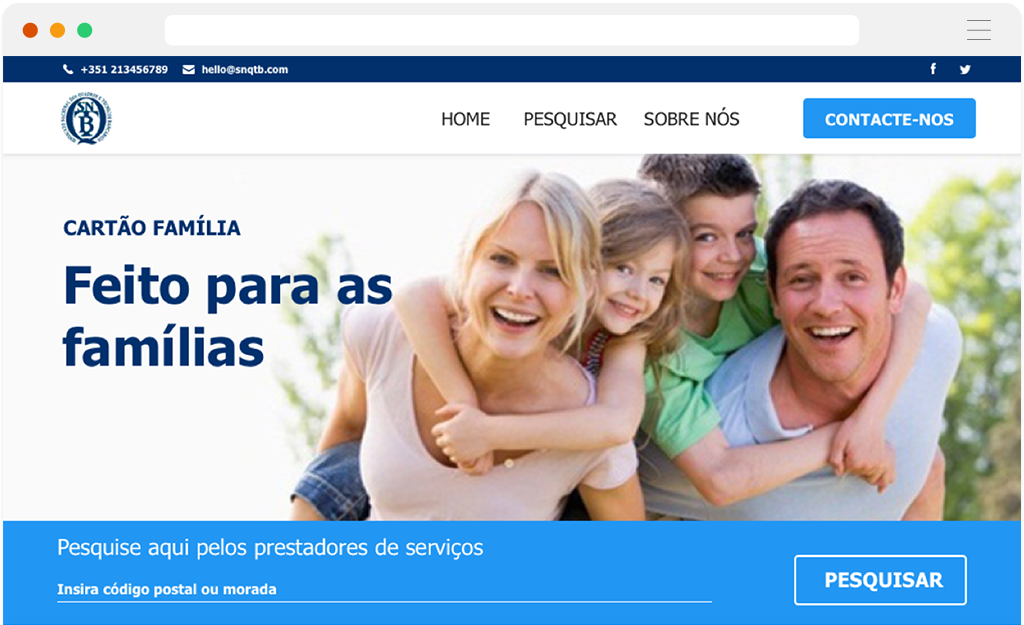 +351 213456789 hello@snqtb.com
SNQTB
HOME PESQUISAR SOBRE NÓS CONTACTE-NOS
CARTÃO FAMÍLIA
Feito para as
famílias
Pesquise aqui pelos prestadores de serviços
Insira código postal ou morada
PESQUISAR